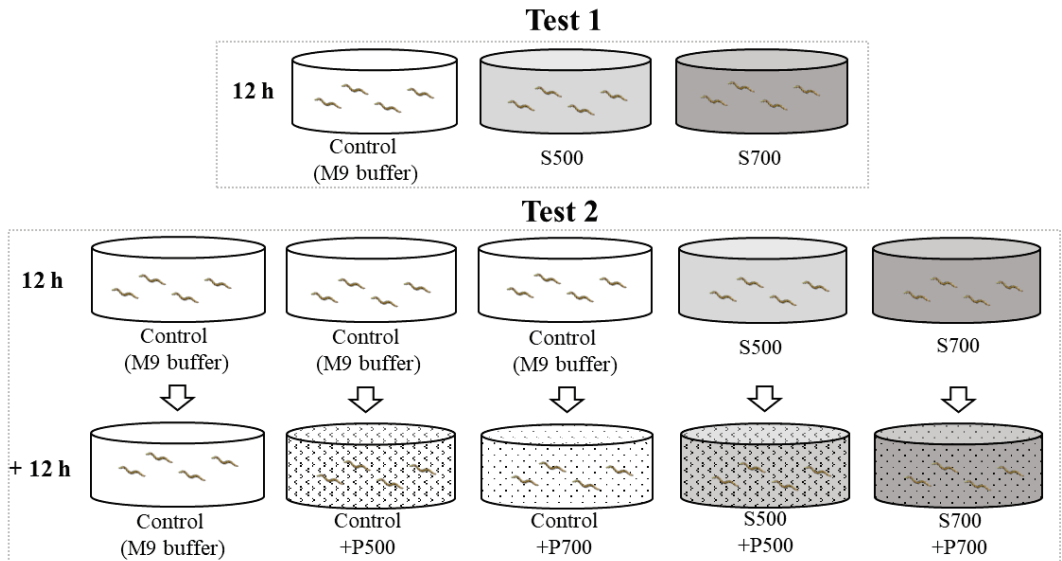 Test 1
12 h
Control
(M9 buffer)
S500
S700
Test 2
12 h
Control
(M9 buffer)
Control
(M9 buffer)
Control
(M9 buffer)
S500
S700
+ 12 h
Control
(M9 buffer)
Control
+P500
Control
+P700
S500
+P500
S700
+P700